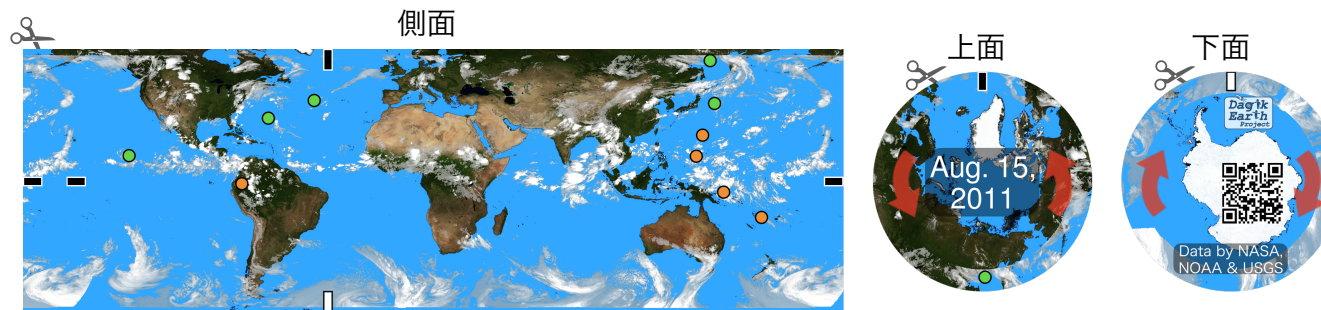 側面
上面
下面
Aug. 15,
2011
Dagik
Earth
Project
Data by NASA,
NOAA & USGS